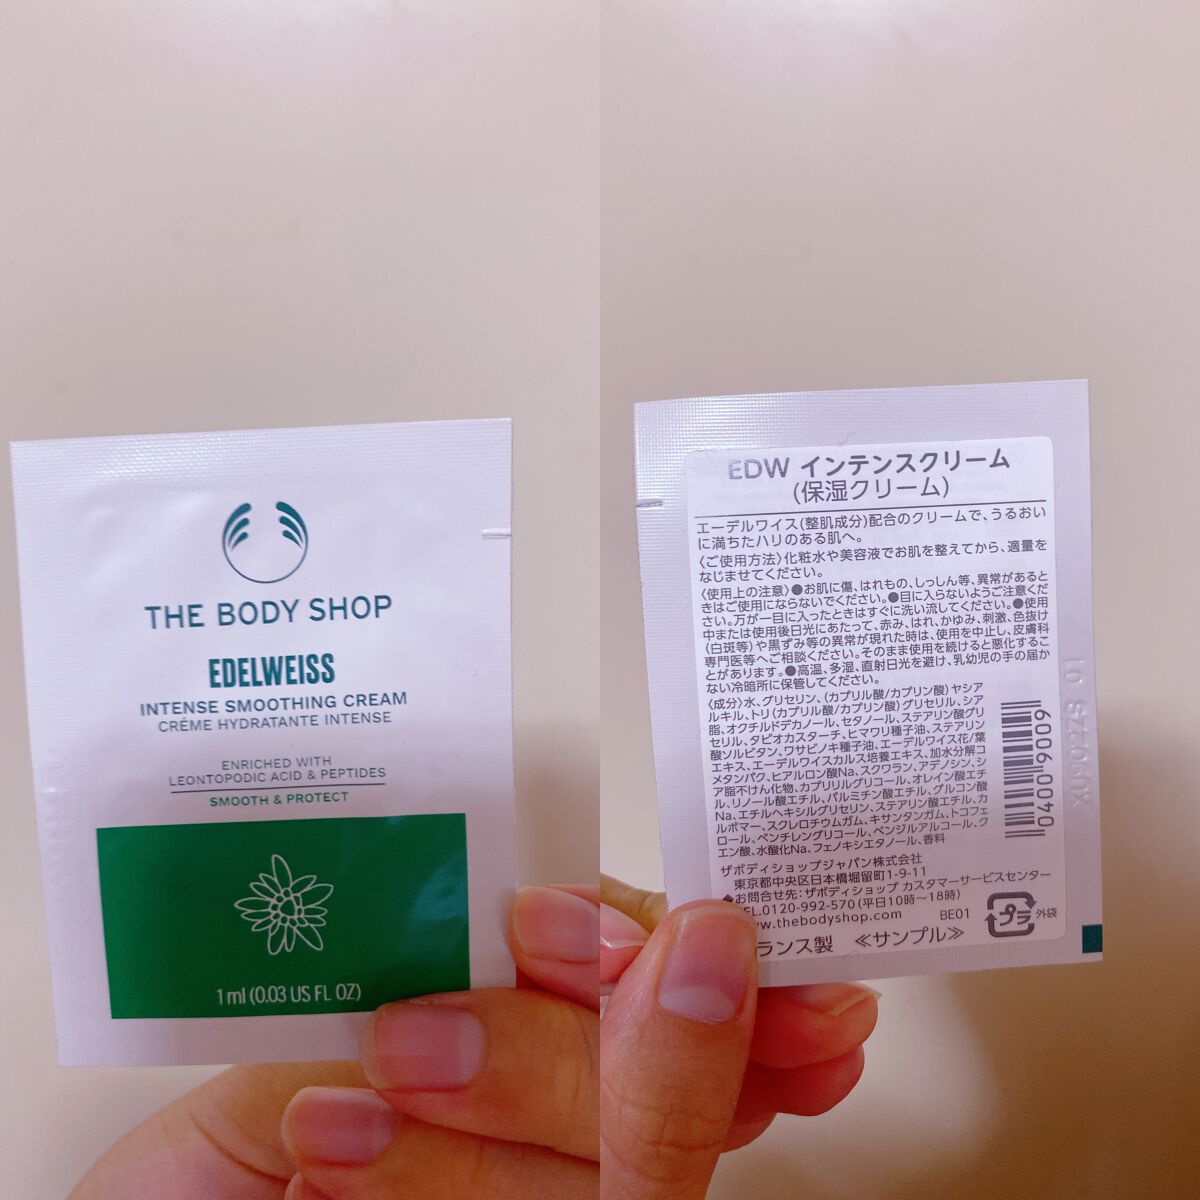 THE BODY SHOP
EDELWEISS
INTENSE SMOOTHING CREAM
CRÈME HYDRATANTE INTENSE
ENRICHED WITH
LEONTOPODIC ACID & PEPTIDES
SMOOTH & PROTECT
1 ml (0.03 US FL OZ)
EDW インテンスクリーム
(保湿クリーム)
エーデルワイス(整肌成分)配合のクリームで、うるおい
に満ちたハリのある肌へ。
〈ご使用方法〉化粧水や美容液でお肌を整えてから、適量を
なじませてください。
〈使用上の注意〉●お肌に傷、はれもの、しっしん等、異常があると
きはご使用にならないでください。●目に入らないようご注意くだ
さい。万が一目に入ったときはすぐに洗い流してください。●使用
中または使用後日光にあたって、赤み、はれ、かゆみ、刺激、色抜け
(白斑等)や黒ずみ等の異常が現れた時は、使用を中止し、皮膚科
専門医等へご相談ください。そのまま使用を続けると悪化するこ
とがあります。●高温、多湿、直射日光を避け、乳幼児の手の届か
ない冷暗所に保管してください。
〈成分〉水、グリセリン、(カプリル酸/カプリン酸)ヤシア
ルキル、トリ(カプリル酸/カプリン酸)グリセリル、シア
脂、オクチルドデカノール、セタノール、ステアリン酸グリ
セリル、タピオカスターチ、ヒマワリ種子油、ステアリン
酸ソルビタン、ワサビノキ種子油、エーデルワイス花/葉
エキス、エーデルワイスカルス培養エキス、加水分解コ
メタンパク、ヒアルロン酸Na、スクワラン、アデノシン、シ
ア脂不けん化物、カプリリルグリコール、オレイン酸エチ
ル、リノール酸エチル、パルミチン酸エチル、グルコン酸
Na、エチルヘキシルグリセリン、ステアリン酸エチル、カ
ルボマー、スクレロチウムガム、キサンタンガム、トコフェ
ロール、ペンチレングリコール、ベンジルアルコール、ク
エン酸、水酸化Na、フェノキシエタノール、香料
ザボディショップジャパン株式会社
東京都中央区日本橋堀留町1-9-11
◆お問合せ先:ザボディショップ カスタマーサービスセンター
TEL.0120-992-570(平日10時～18時)
www.thebodyshop.com BE01
プラ 外袋
ランス製 ≪サンプル≫